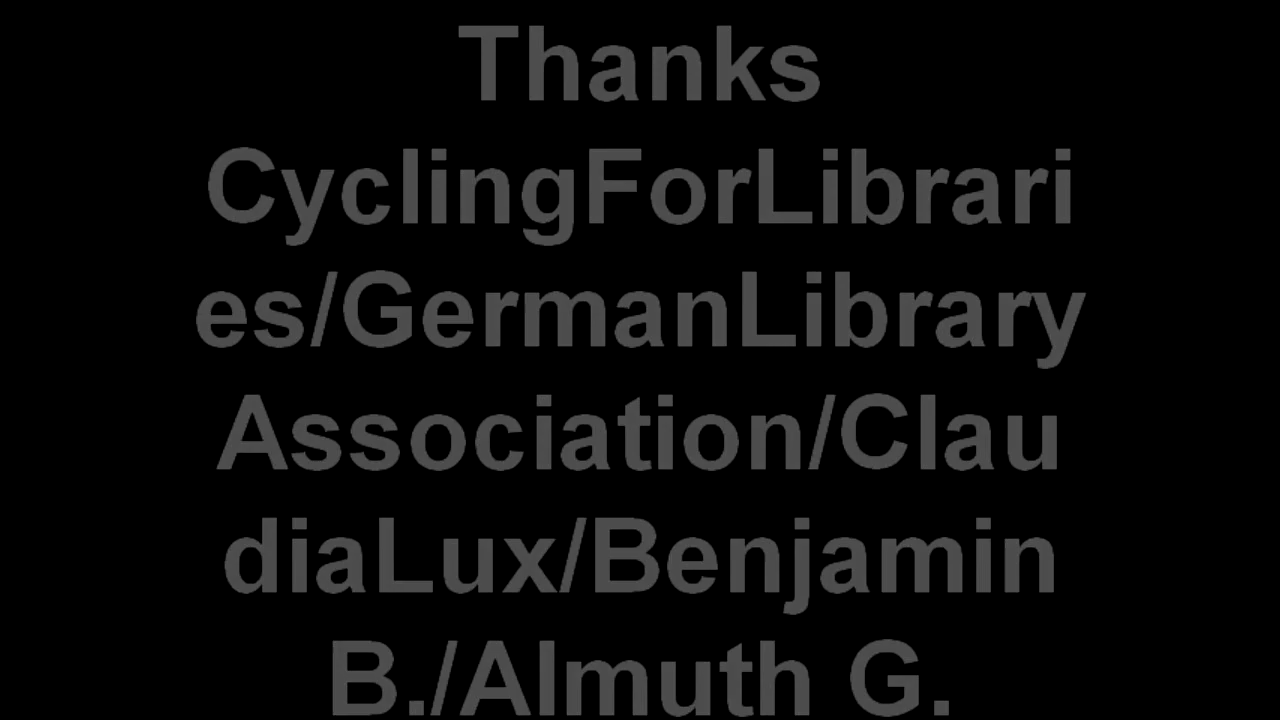 Thanks
CyclingForLibrari
es/GermanLibrary
Association/Clau
diaLux/Benjamin
B./Almuth G.